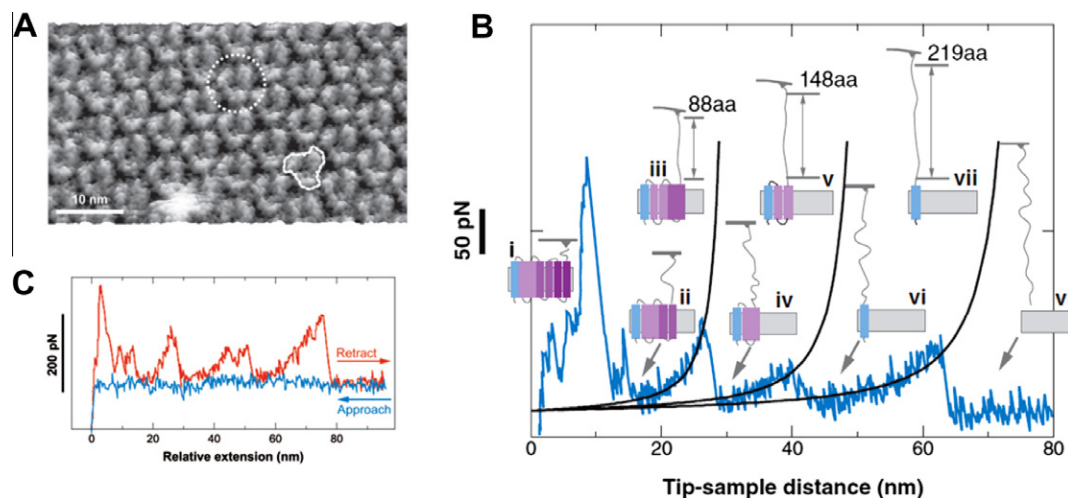 A
10 nm
B
50 pN
i
ii
iii
88aa
iv
v
148aa
vi
vii
219aa
v
0
20
40
60
80
Tip-sample distance (nm)
C
200 pN
Retract
Approach
0
20
40
60
80
Relative extension (nm)